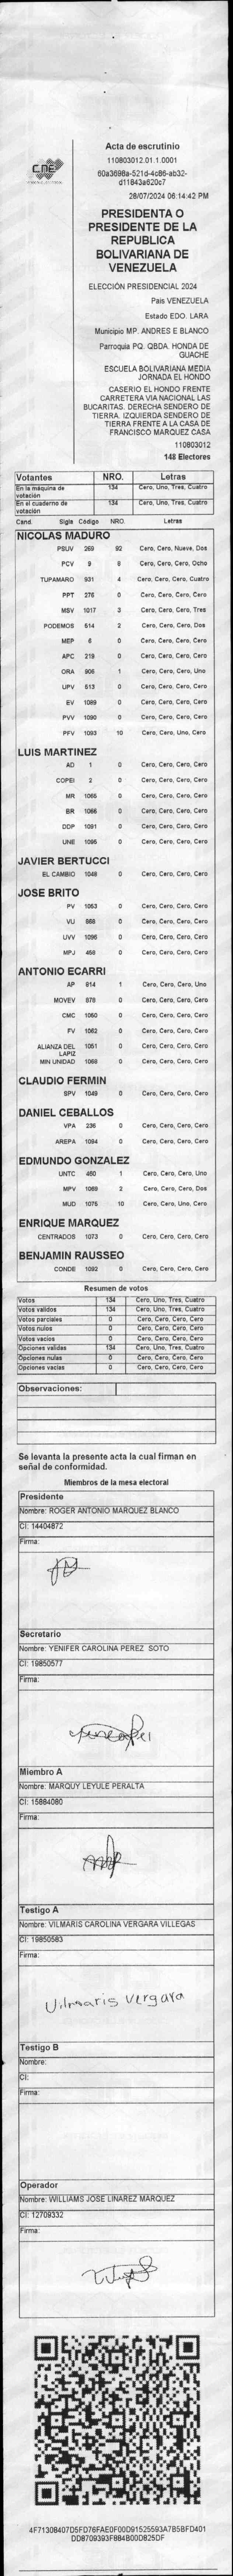 CNE
Acta de escrutinio
110803012.01.1.0001
60a3698a-521d-4c86-ab32-
d11843a620c7
28/07/2024 06:14:42 PM
PRESIDENTA O
PRESIDENTE DE LA
REPUBLICA
BOLIVARIANA DE
VENEZUELA
ELECCIÓN PRESIDENCIAL 2024
Pais VENEZUELA
Estado EDO. LARA
Municipio MP. ANDRES E BLANCO
Parroquia PQ. QBDA. HONDA DE
GUACHE
ESCUELA BOLIVARIANA MEDIA
JORNADA EL HONDO
CASERIO EL HONDO FRENTE
CARRETERA VIA NACIONAL LAS
BUCARITAS. DERECHA SENDERO DE
TIERRA. IZQUIERDA SENDERO DE
TIERRA FRENTE A LA CASA DE
FRANCISCO MARQUEZ CASA
110803012
148 Electores
Votantes NRO. Letras
En la máquina de votación 134 Cero, Uno, Tres, Cuatro
En el cuaderno de votación 134 Cero, Uno, Tres, Cuatro
Cand. Sigla Código NRO. Letras
NICOLAS MADURO
PSUV 269 92 Cero, Cero, Nueve, Dos
PCV 9 8 Cero, Cero, Cero, Ocho
TUPAMARO 931 4 Cero, Cero, Cero, Cuatro
PPT 276 0 Cero, Cero, Cero, Cero
MSV 1017 3 Cero, Cero, Cero, Tres
PODEMOS 514 2 Cero, Cero, Cero, Dos
MEP 6 0 Cero, Cero, Cero, Cero
APC 219 0 Cero, Cero, Cero, Cero
ORA 906 1 Cero, Cero, Cero, Uno
UPV 513 0 Cero, Cero, Cero, Cero
EV 1089 0 Cero, Cero, Cero, Cero
PVV 1090 0 Cero, Cero, Cero, Cero
PFV 1093 10 Cero, Cero, Uno, Cero
LUIS MARTINEZ
AD 1 0 Cero, Cero, Cero, Cero
COPEI 2 0 Cero, Cero, Cero, Cero
MR 1065 0 Cero, Cero, Cero, Cero
BR 1066 0 Cero, Cero, Cero, Cero
DDP 1091 0 Cero, Cero, Cero, Cero
UNE 1095 0 Cero, Cero, Cero, Cero
JAVIER BERTUCCI
EL CAMBIO 1048 0 Cero, Cero, Cero, Cero
JOSE BRITO
PV 1053 0 Cero, Cero, Cero, Cero
VU 968 0 Cero, Cero, Cero, Cero
UVV 1096 0 Cero, Cero, Cero, Cero
MPJ 458 0 Cero, Cero, Cero, Cero
ANTONIO ECARRI
AP 914 1 Cero, Cero, Cero, Uno
MOVEV 978 0 Cero, Cero, Cero, Cero
CMC 1050 0 Cero, Cero, Cero, Cero
FV 1062 0 Cero, Cero, Cero, Cero
ALIANZA DEL LAPIZ 1051 0 Cero, Cero, Cero, Cero
MIN UNIDAD 1069 0 Cero, Cero, Cero, Cero
CLAUDIO FERMIN
SPV 1049 0 Cero, Cero, Cero, Cero
DANIEL CEBALLOS
VPA 236 0 Cero, Cero, Cero, Cero
AREPA 1094 0 Cero, Cero, Cero, Cero
EDMUNDO GONZALEZ
UNTC 450 1 Cero, Cero, Cero, Uno
MPV 1069 2 Cero, Cero, Cero, Dos
MUD 1075 10 Cero, Cero, Uno, Cero
ENRIQUE MARQUEZ
CENTRADOS 1073 0 Cero, Cero, Cero, Cero
BENJAMIN RAUSSEO
CONDE 1092 0 Cero, Cero, Cero, Cero
Resumen de votos
Votos 134 Cero, Uno, Tres, Cuatro
Votos validos 134 Cero, Uno, Tres, Cuatro
Votos parciales 0 Cero, Cero, Cero, Cero
Votos nulos 0 Cero, Cero, Cero, Cero
Votos vacios 0 Cero, Cero, Cero, Cero
Opciones validas 134 Cero, Uno, Tres, Cuatro
Opciones nulas 0 Cero, Cero, Cero, Cero
Opciones vacias 0 Cero, Cero, Cero, Cero
Observaciones:
Se levanta la presente acta la cual firman en
señal de conformidad.
Miembros de la mesa electoral
Presidente
Nombre: ROGER ANTONIO MARQUEZ BLANCO
CI: 14404872
Firma:
Secretario
Nombre: YENIFER CAROLINA PEREZ SOTO
CI: 19850577
Firma:
Miembro A
Nombre: MARQUY LEYULE PERALTA
CI: 15884080
Firma:
Testigo A
Nombre: VILMARIS CAROLINA VERGARA VILLEGAS
CI: 19850583
Firma:
Vilmaris Vergara
Testigo B
Nombre:
CI:
Firma:
Operador
Nombre: WILLIAMS JOSE LINAREZ MARQUEZ
CI: 12709332
Firma:
4F71308407D5FD76FAE0F00D91525593A7B5BFD401
DD8709393F884B00D825DF